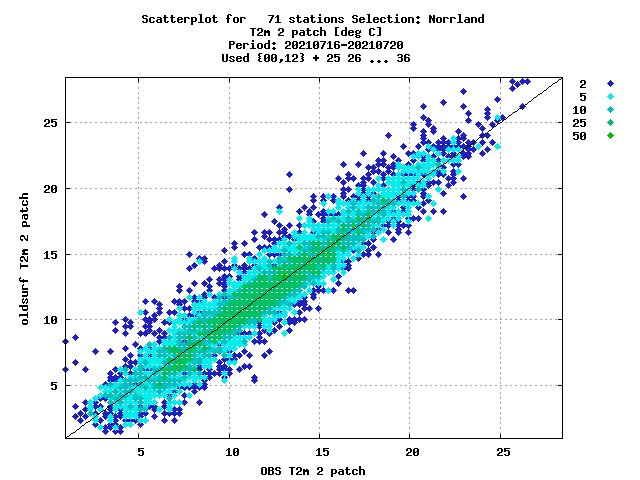 Scatterplot for   71 stations Selection: Norrland
T2m 2 patch [deg C]
Period: 20210716-20210720
Used {00,12} + 25 26 ... 36
2
5
10
25
50
25
20
15
10
5
oldsurf T2m 2 patch
5 10 15 20 25
OBS T2m 2 patch